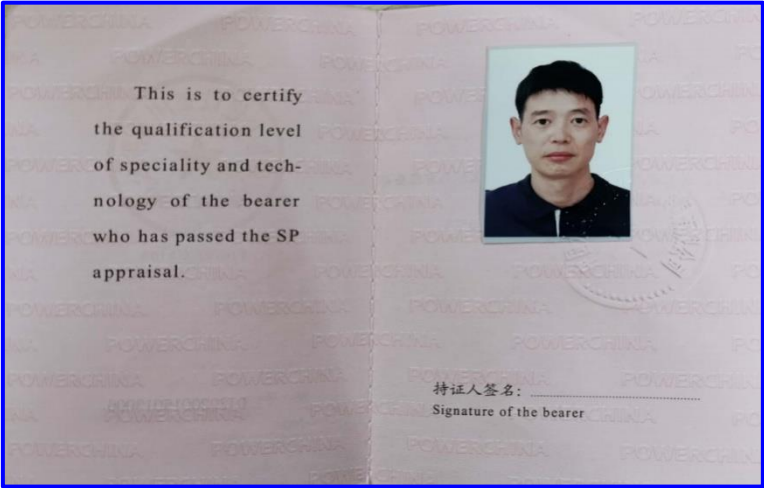 This is to certify
the qualification level
of speciality and tech-
nology of the bearer
who has passed the SP
appraisal.
POWERCHINA
持证人签名:
Signature of the bearer